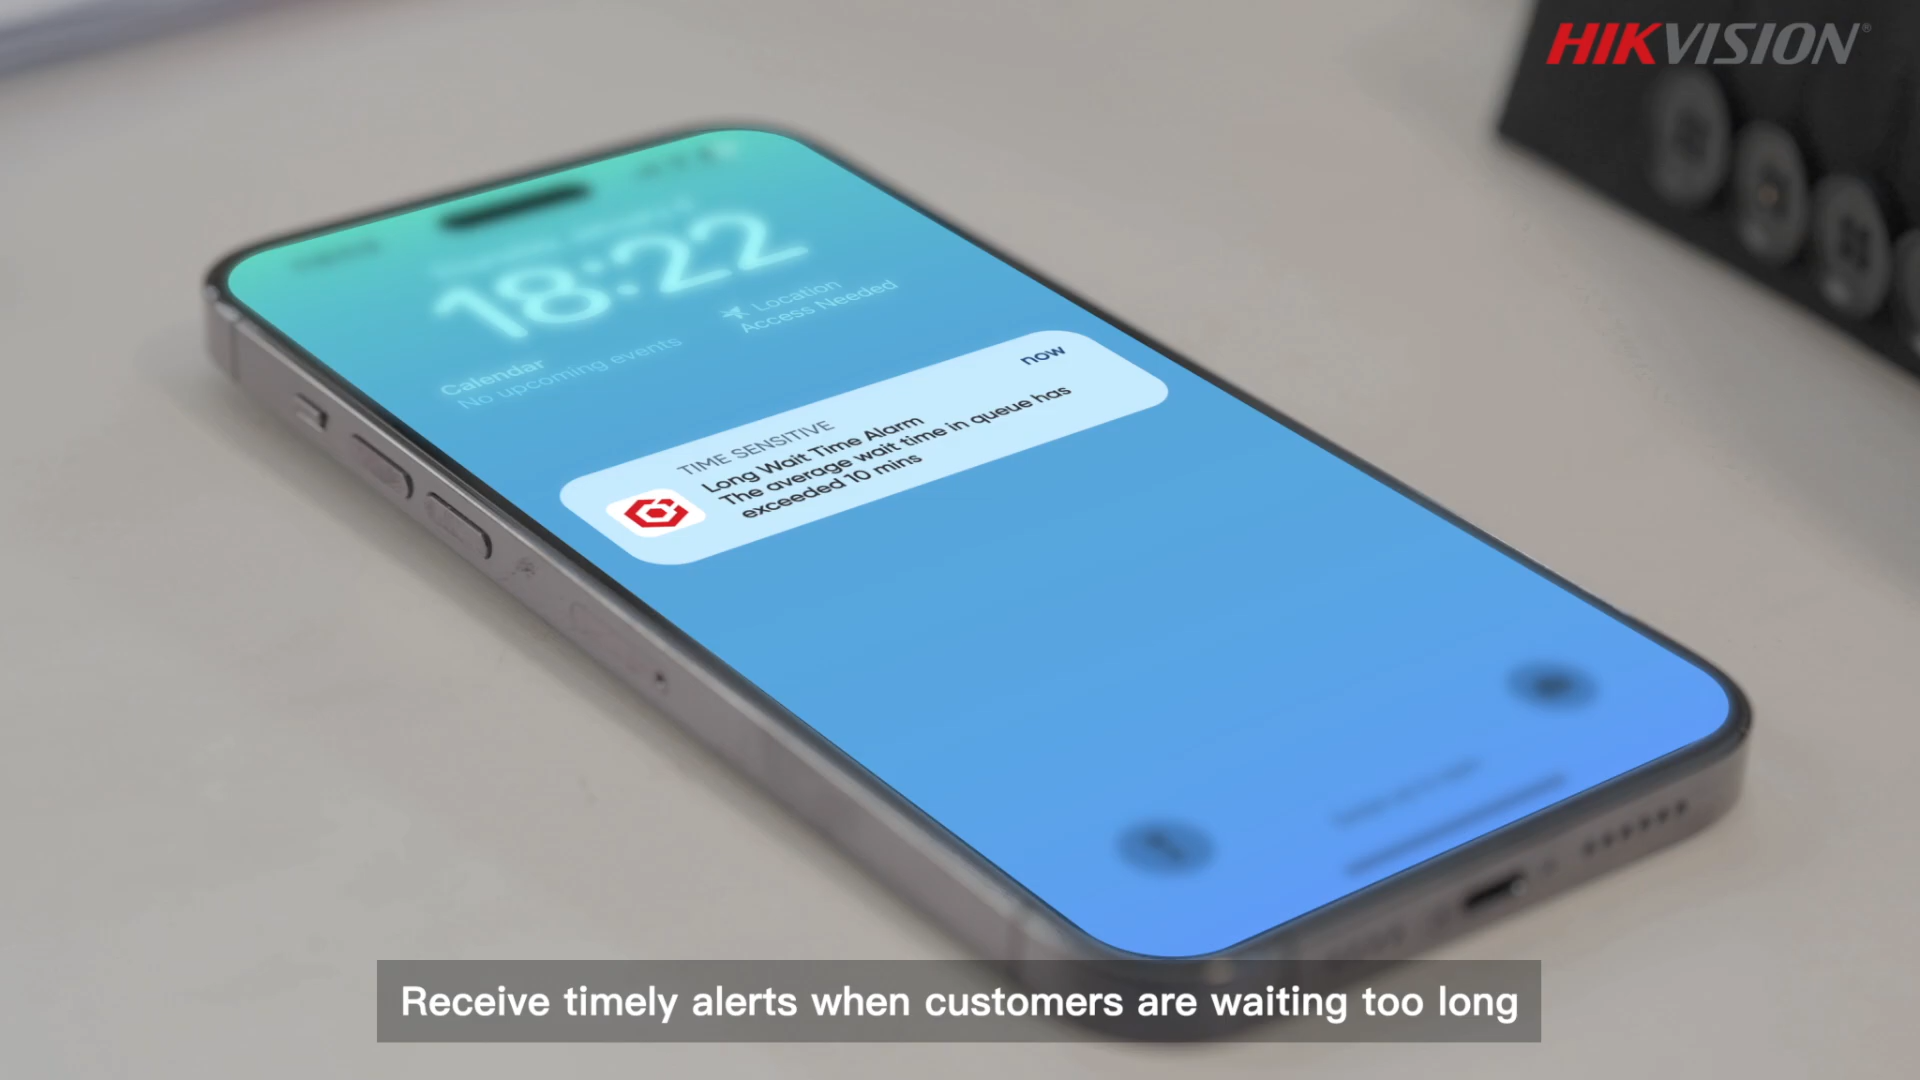 HIKVISION®
18:22
Location
Access Needed
Calendar
No upcoming events
now
TIME SENSITIVE
Long Wait Time Alarm
The average wait time in queue has
exceeded 10 mins
Receive timely alerts when customers are waiting too long